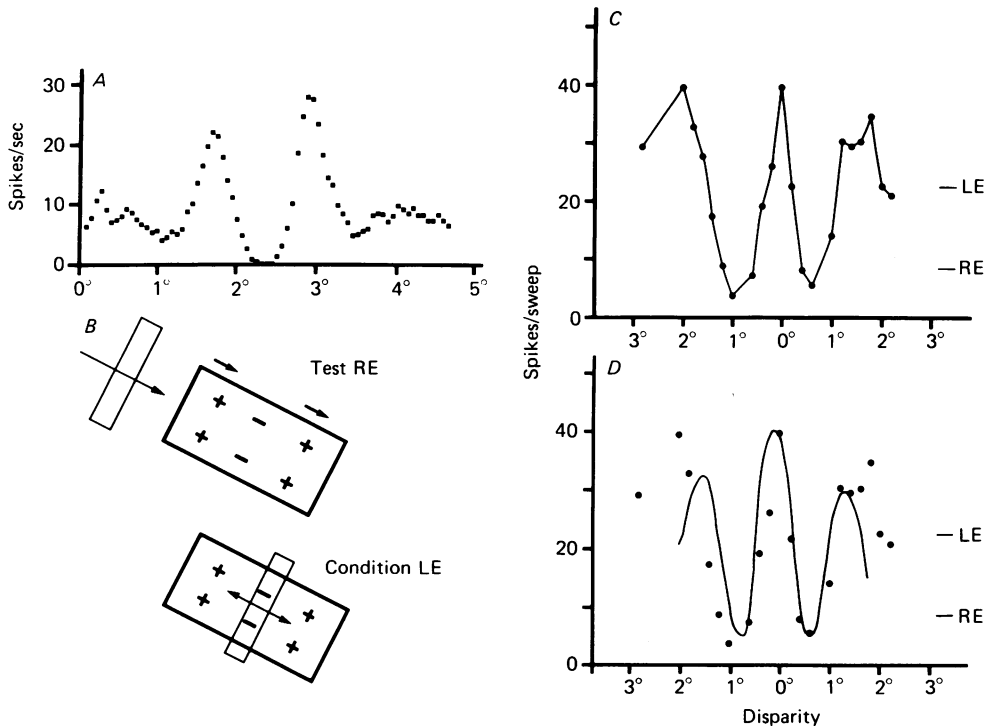 A
30
20
10
0
Spikes/sec
0° 1° 2° 3° 4° 5°
B
Test RE
+ − +
+ − +
Condition LE
+ − +
+ − +
C
40
20
0
LE
RE
3° 2° 1° 0° 1° 2° 3°
Spikes/sweep
D
40
20
0
LE
RE
3° 2° 1° 0° 1° 2° 3°
Disparity